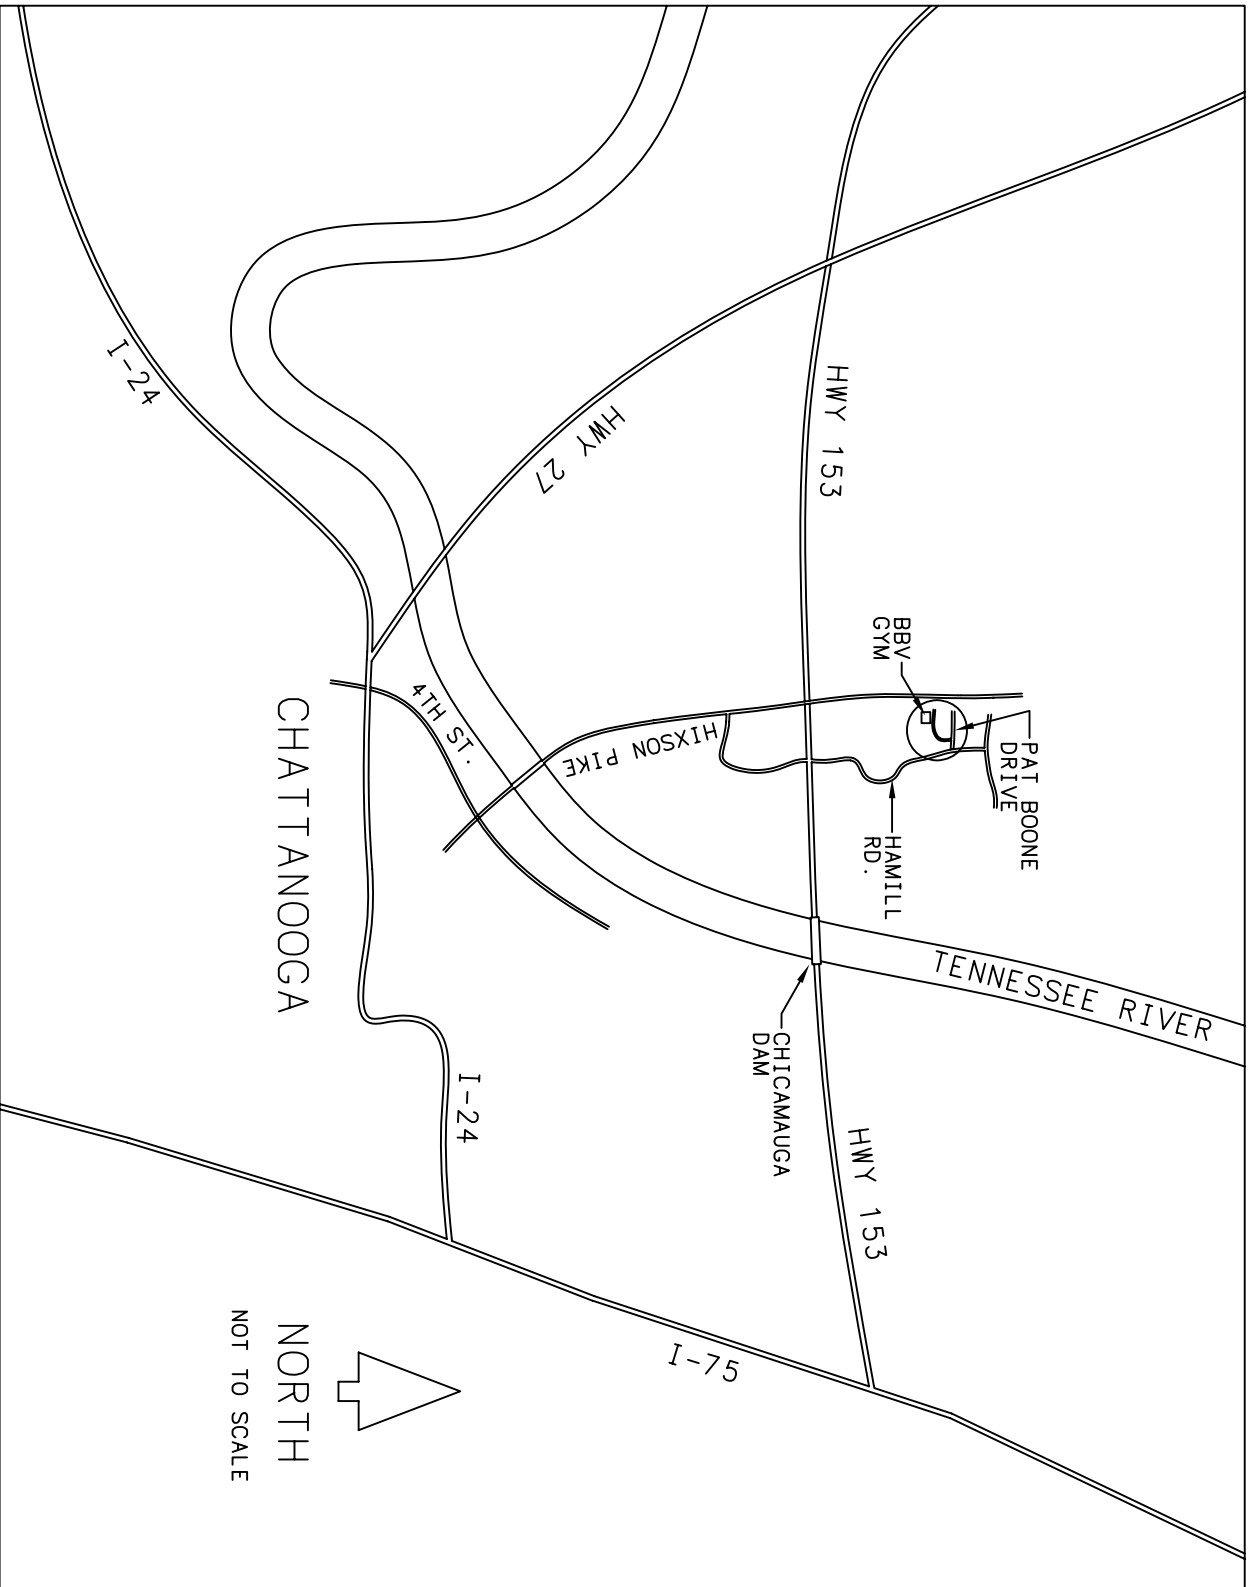 PAT BOONE
DRIVE
BBV
GYM
HAMILL
RD.
HWY 153
HWY 27
HIXSON PIKE
TENNESSEE RIVER
CHICAMAUGA
DAM
HWY 153
I-24
4TH ST.
CHATTANOOGA
I-24
I-75
NORTH
NOT TO SCALE